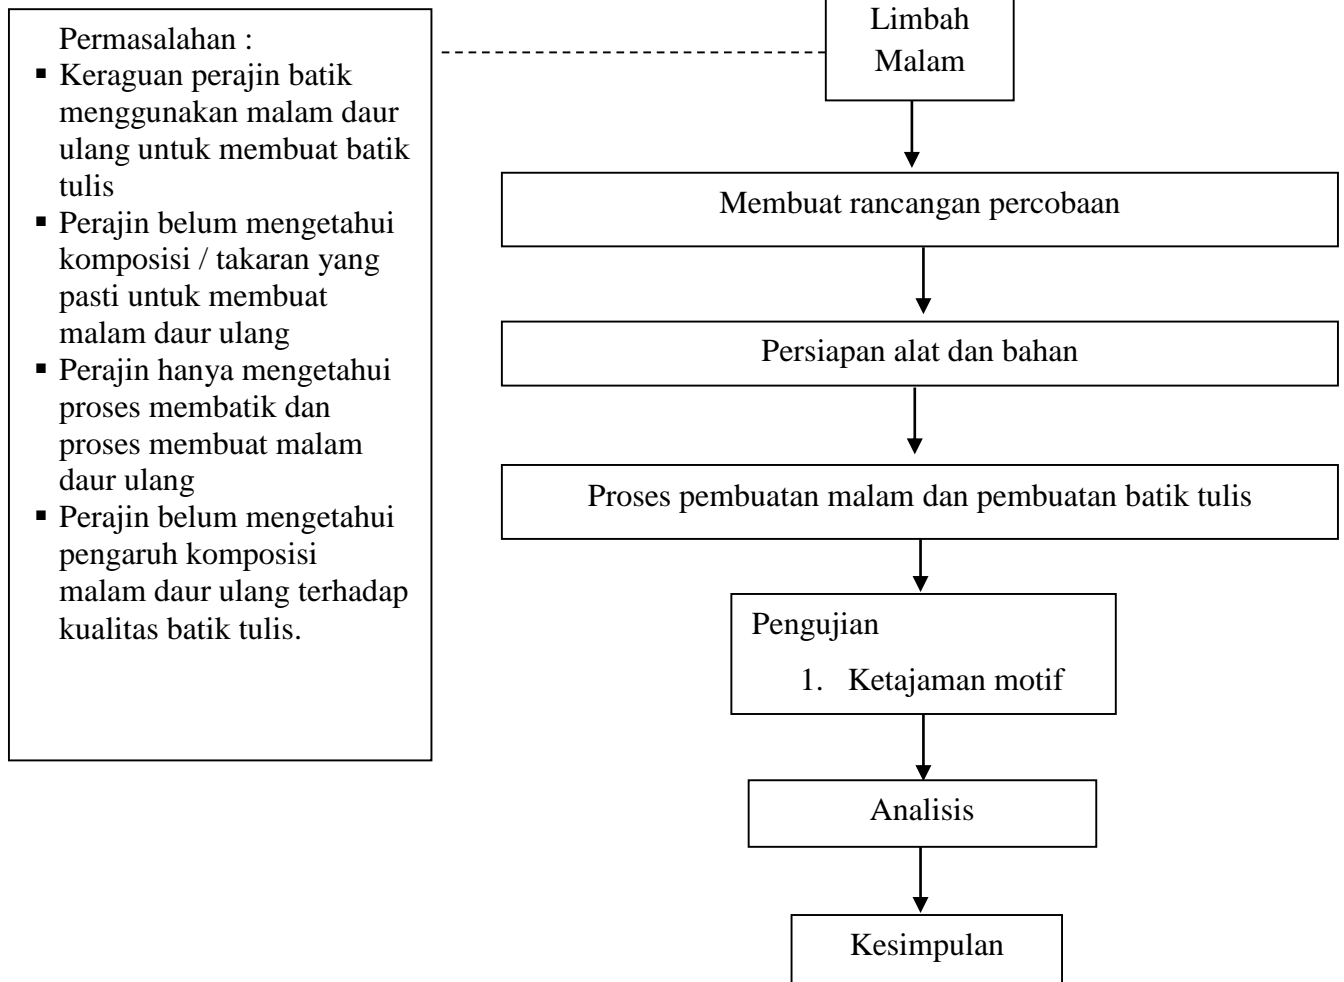 Permasalahan :
▪ Keraguan perajin batik
menggunakan malam daur
ulang untuk membuat batik
tulis
▪ Perajin belum mengetahui
komposisi / takaran yang
pasti untuk membuat
malam daur ulang
▪ Perajin hanya mengetahui
proses membatik dan
proses membuat malam
daur ulang
▪ Perajin belum mengetahui
pengaruh komposisi
malam daur ulang terhadap
kualitas batik tulis.
Limbah
Malam
Membuat rancangan percobaan
Persiapan alat dan bahan
Proses pembuatan malam dan pembuatan batik tulis
Pengujian
1. Ketajaman motif
Analisis
Kesimpulan